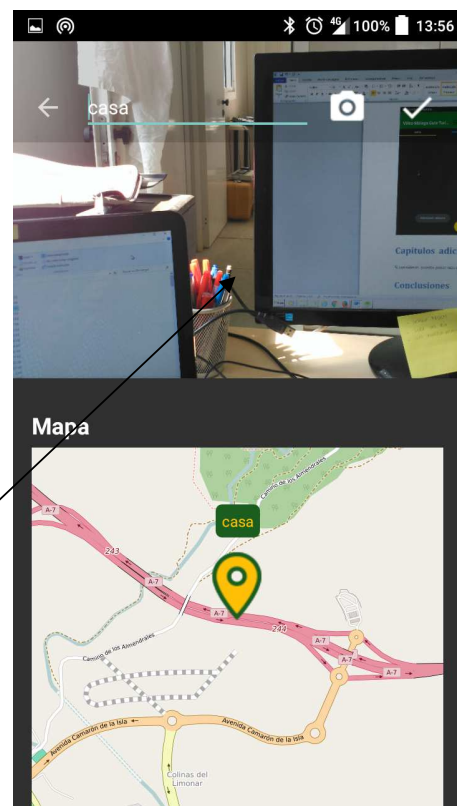 4G 100% 13:56
casa
Capítulos adic
Conclusiones
Mapa
Camino de los Almendrales
A-7
casa
243
A-7
A-7
244
A-7
A-7
A-7
Camino de los Almendrales
Avenida Camarón de la Isla
Avenida Camarón de la Isla
Colinas del
Limonar